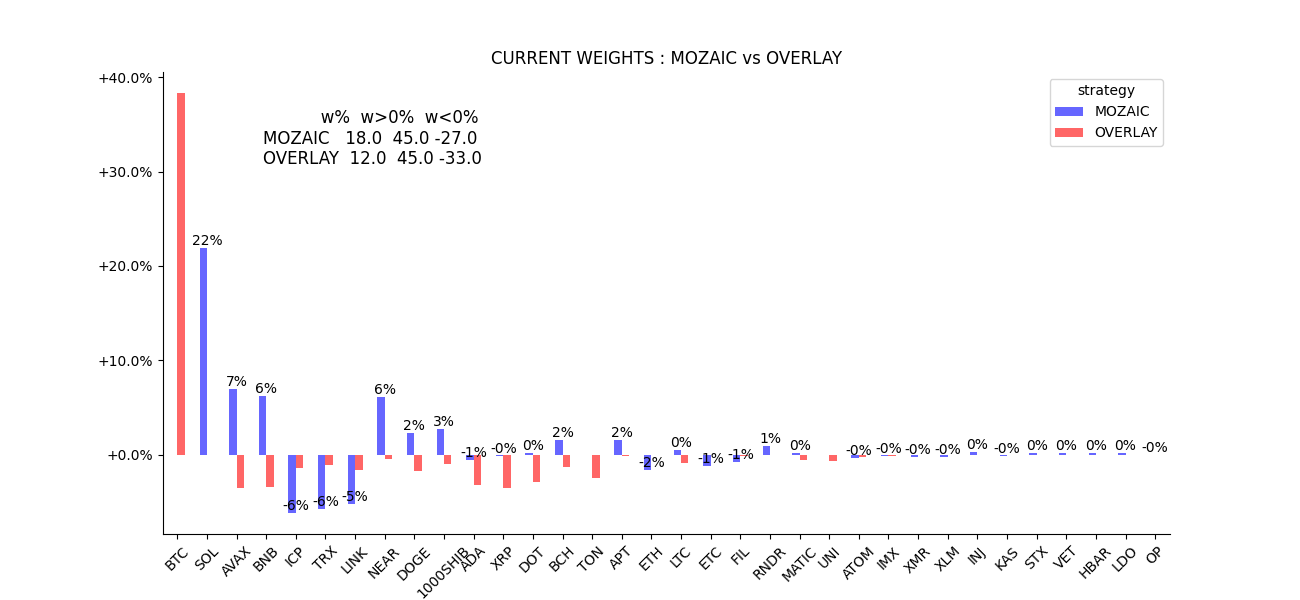 CURRENT WEIGHTS : MOZAIC vs OVERLAY
+40.0%
+30.0%
+20.0%
+10.0%
+0.0%
w% w>0% w<0%
MOZAIC 18.0 45.0 -27.0
OVERLAY 12.0 45.0 -33.0
strategy
MOZAIC
OVERLAY
22%
7%
6%
-6%
-6%
-5%
6%
2%
3%
-1%
-0%
0%
2%
2%
-2%
0%
-1%
-1%
1%
0%
-0%
-0%
-0%
-0%
0%
-0%
0%
0%
0%
0%
-0%
BTC
SOL
AVAX
BNB
ICP
TRX
LINK
NEAR
DOGE
1000SHIB
ADA
XRP
DOT
BCH
TON
APT
ETH
LTC
ETC
FIL
RNDR
MATIC
UNI
ATOM
IMX
XMR
XLM
INJ
KAS
STX
VET
HBAR
LDO
OP